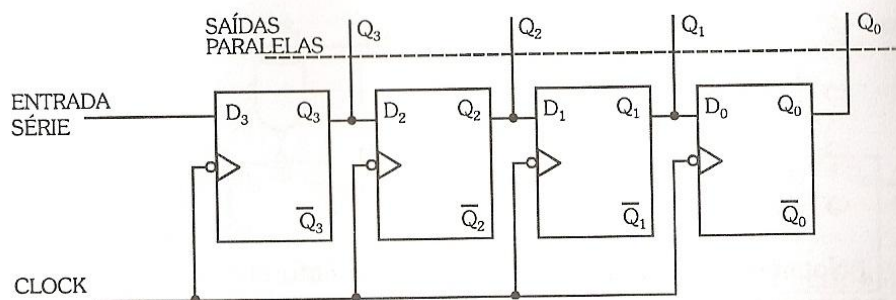 SAÍDAS
PARALELAS
Q₃
Q₂
Q₁
Q₀
ENTRADA
SÉRIE
D₃ Q₃
D₂ Q₂
D₁ Q₁
D₀ Q₀
Q̅₃
Q̅₂
Q̅₁
Q̅₀
CLOCK